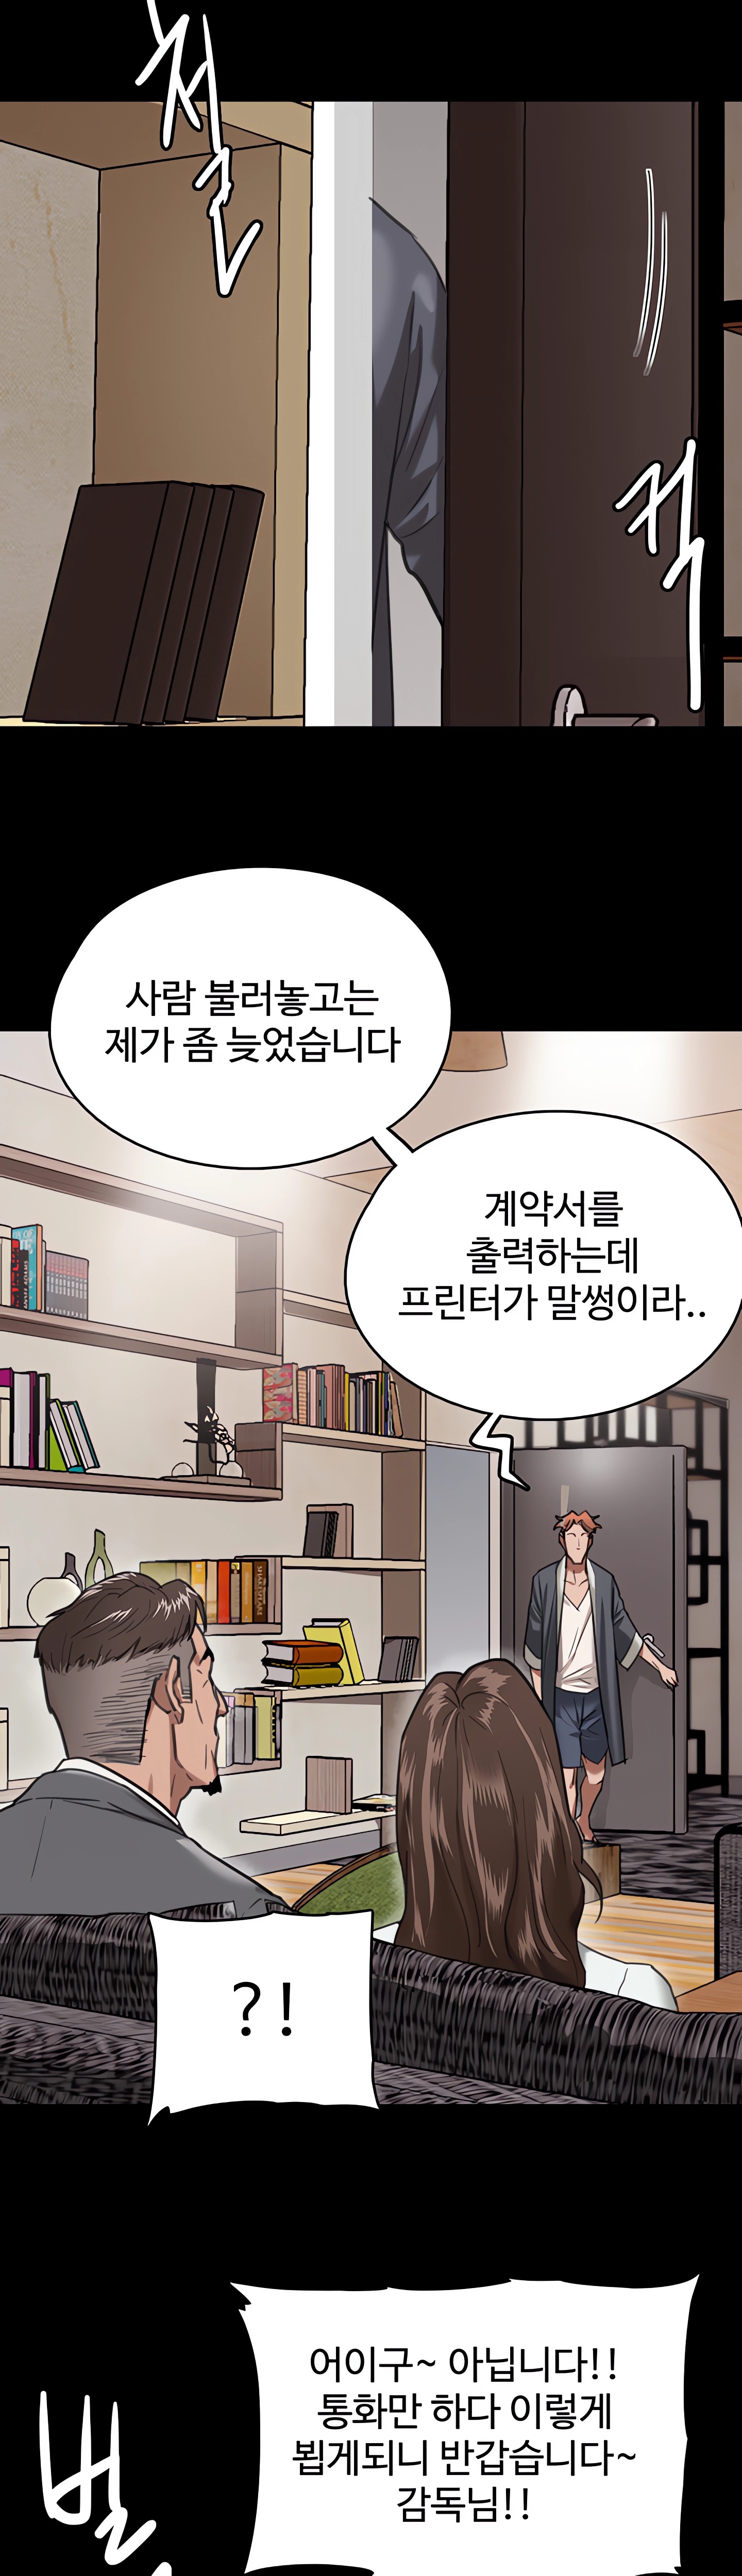 사람 불러놓고는
제가 좀 늦었습니다
계약서를
출력하는데
프린터가 말썽이라..
?!
어이구~ 아닙니다!!
통화만 하다 이렇게
뵙게되니 반갑습니다~
감독님!!